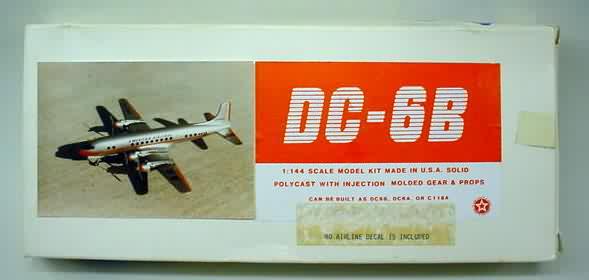 DC-6B
1:144 SCALE MODEL KIT MADE IN U.S.A. SOLID
POLYCAST WITH INJECTION MOLDED GEAR & PROPS
CAN BE BUILT AS DC6B, DC6A, OR C118A
NO AIRLINE DECAL IS INCLUDED